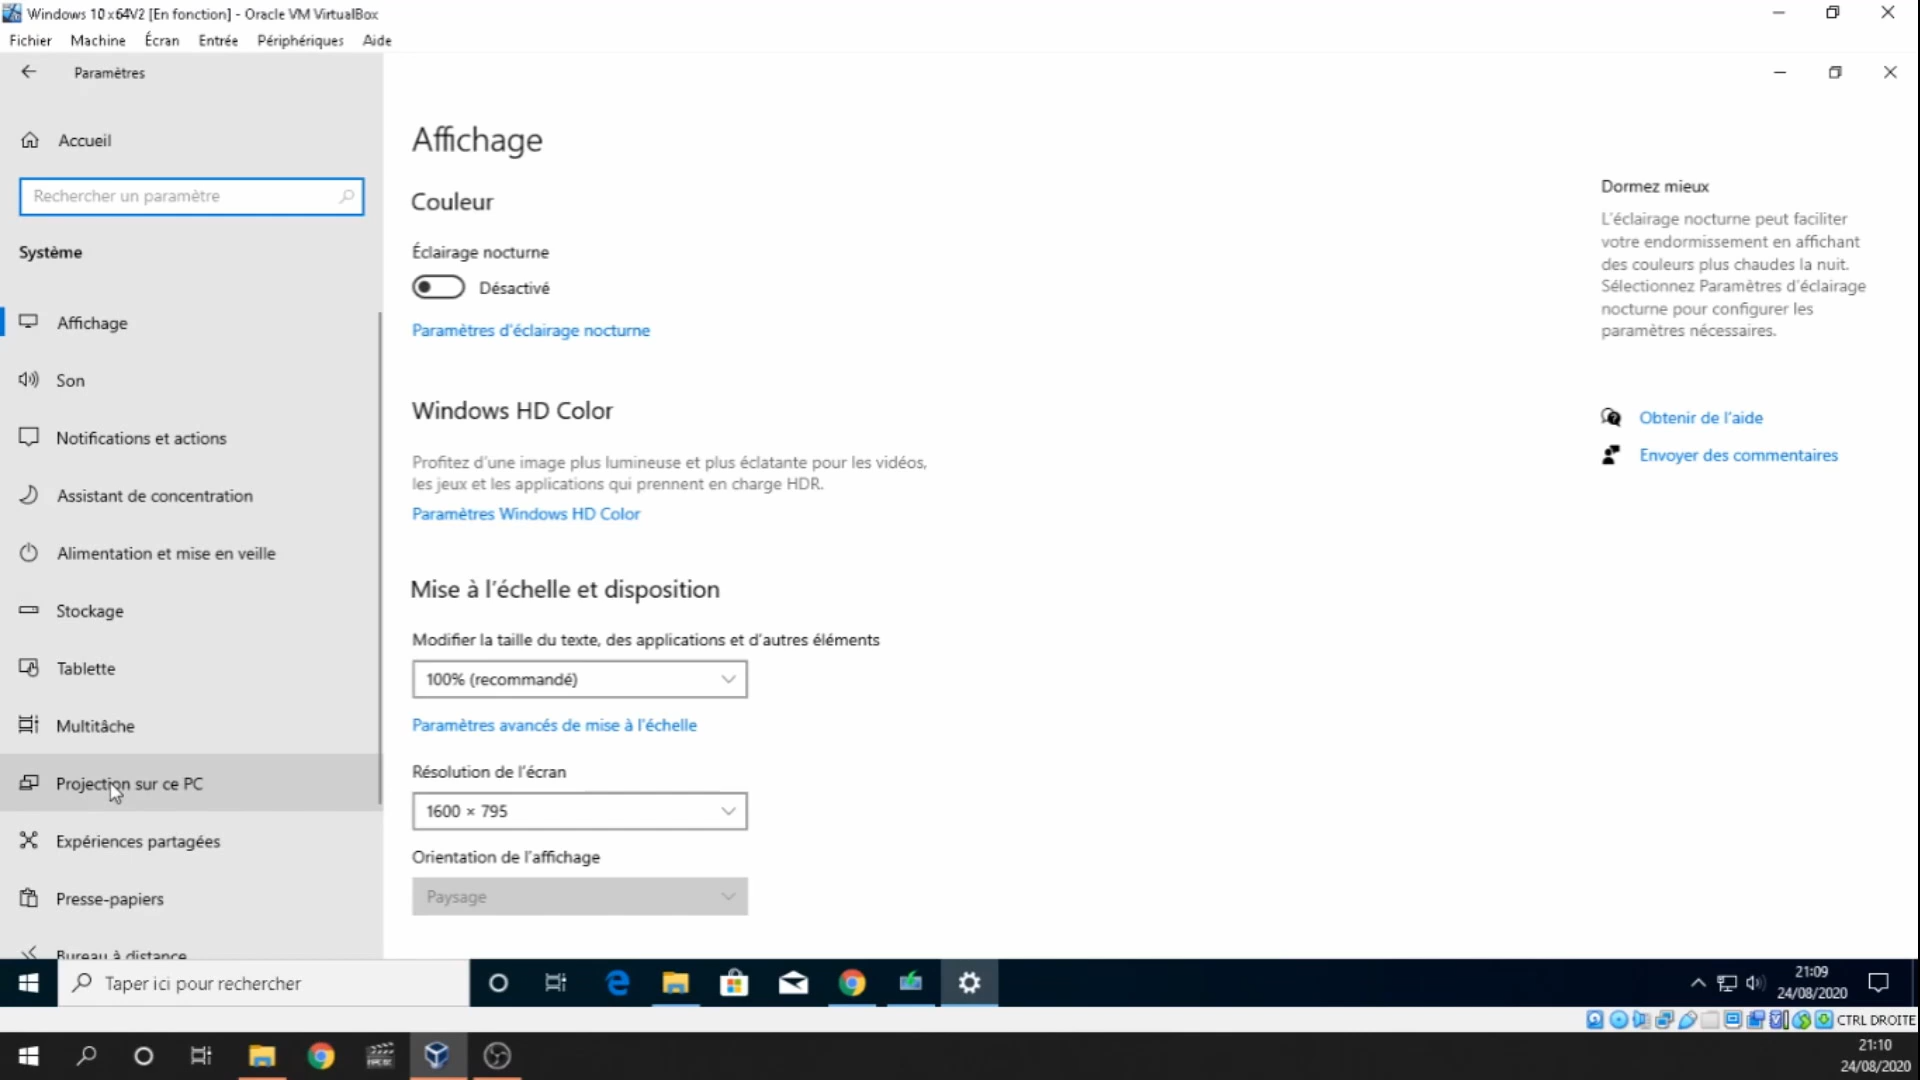 Windows 10x64V2 [En fonction] - Oracle VM VirtualBox
Fichier Machine Écran Entrée Périphériques Aide
Paramètres
Accueil
Rechercher un paramètre
Système
Affichage
Son
Notifications et actions
Assistant de concentration
Alimentation et mise en veille
Stockage
Tablette
Multitâche
Projection sur ce PC
Expériences partagées
Presse-papiers
Bureau à distance
Affichage
Couleur
Éclairage nocturne
Désactivé
Paramètres d'éclairage nocturne
Windows HD Color
Profitez d'une image plus lumineuse et plus éclatante pour les vidéos,
les jeux et les applications qui prennent en charge HDR.
Paramètres Windows HD Color
Mise à l'échelle et disposition
Modifier la taille du texte, des applications et d'autres éléments
100% (recommandé)
Paramètres avancés de mise à l'échelle
Résolution de l'écran
1600 × 795
Orientation de l'affichage
Paysage
Dormez mieux
L'éclairage nocturne peut faciliter
votre endormissement en affichant
des couleurs plus chaudes la nuit.
Sélectionnez Paramètres d'éclairage
nocturne pour configurer les
paramètres nécessaires.
Obtenir de l'aide
Envoyer des commentaires
Taper ici pour rechercher
21:09
24/08/2020
CTRL DROITE
21:10
24/08/2020